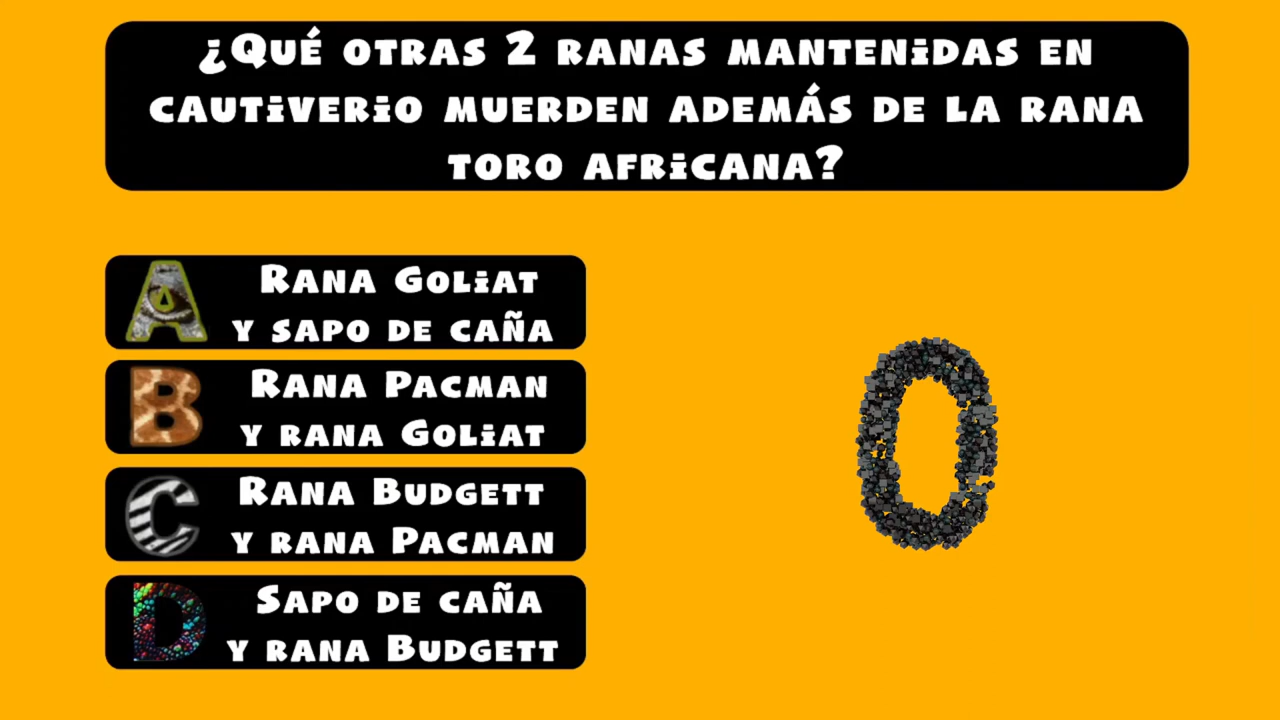 ¿Qué otras 2 ranas mantenidas en
cautiverio muerden además de la rana
toro africana?
A Rana Goliat
y sapo de caña
B Rana Pacman
y rana Goliat
C Rana Budgett
y rana Pacman
D Sapo de caña
y rana Budgett
0